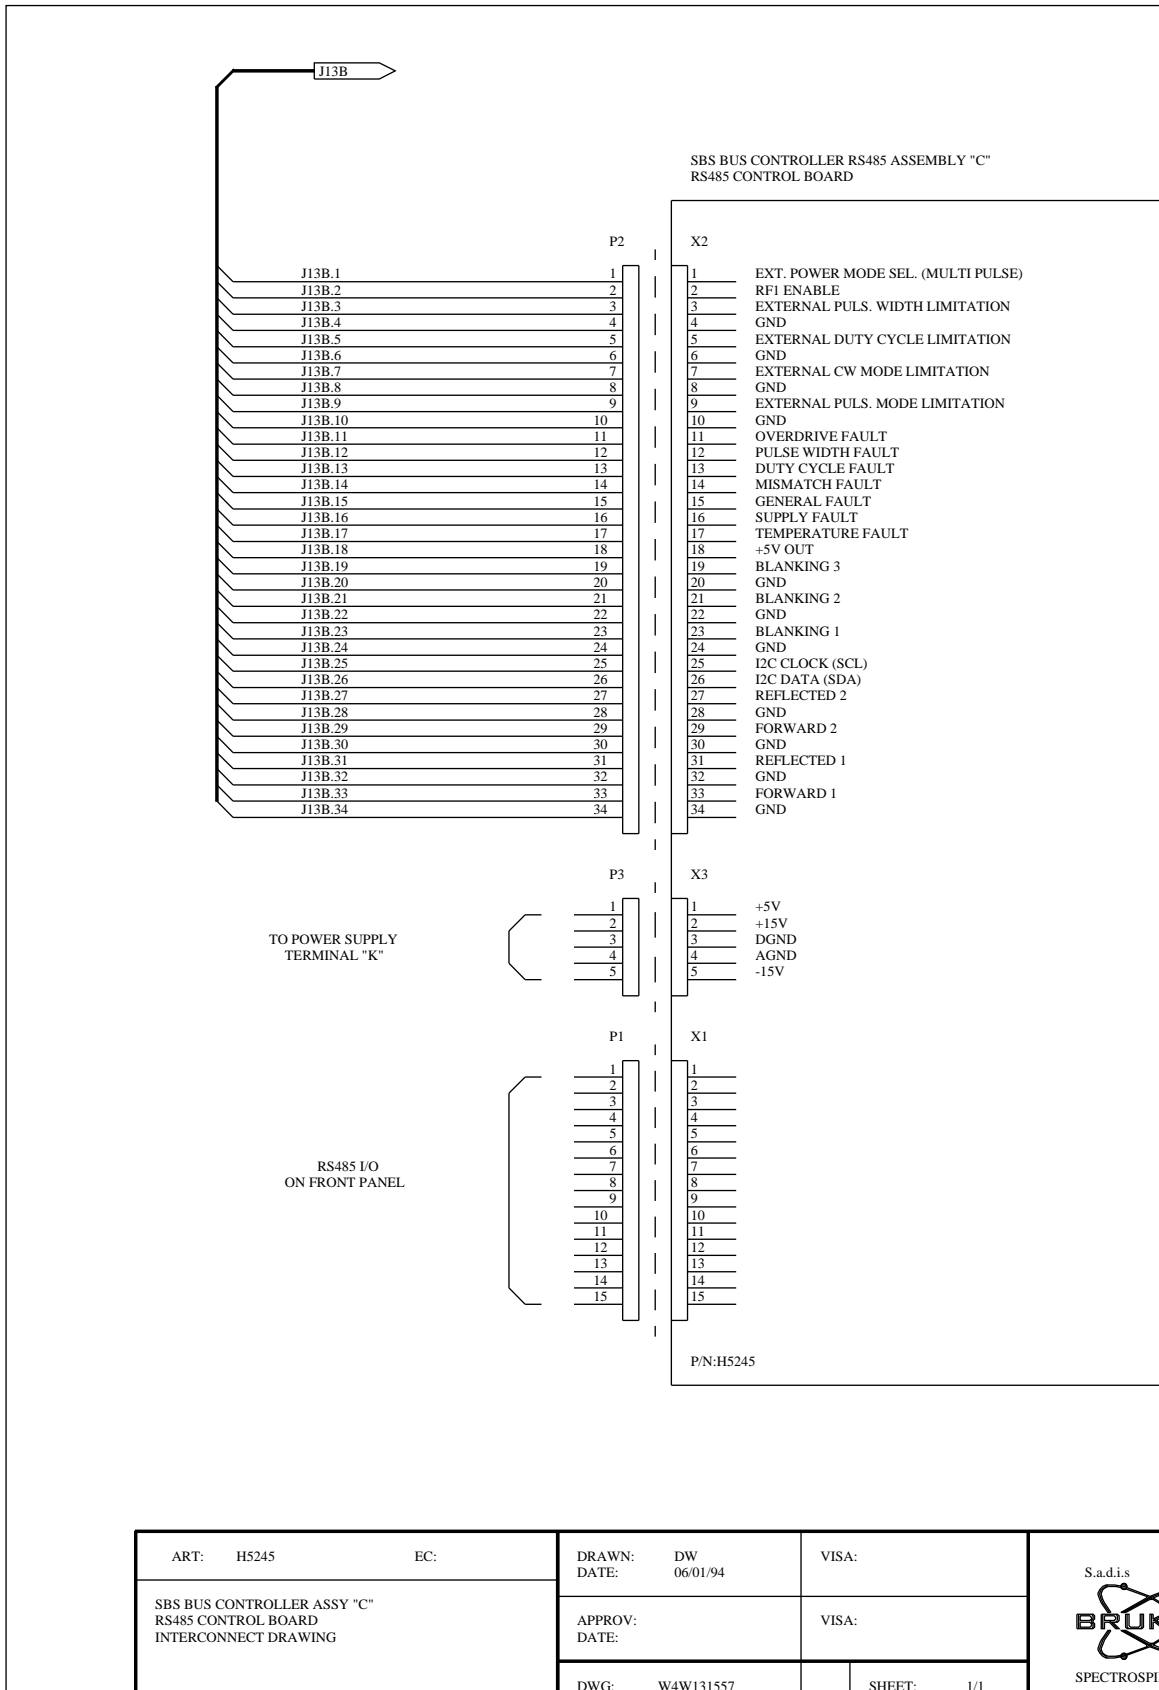 J13B
SBS BUS CONTROLLER RS485 ASSEMBLY "C"
RS485 CONTROL BOARD
P2 X2
J13B.1 1 1 EXT. POWER MODE SEL. (MULTI PULSE)
J13B.2 2 2 RF1 ENABLE
J13B.3 3 3 EXTERNAL PULS. WIDTH LIMITATION
J13B.4 4 4 GND
J13B.5 5 5 EXTERNAL DUTY CYCLE LIMITATION
J13B.6 6 6 GND
J13B.7 7 7 EXTERNAL CW MODE LIMITATION
J13B.8 8 8 GND
J13B.9 9 9 EXTERNAL PULS. MODE LIMITATION
J13B.10 10 10 GND
J13B.11 11 11 OVERDRIVE FAULT
J13B.12 12 12 PULSE WIDTH FAULT
J13B.13 13 13 DUTY CYCLE FAULT
J13B.14 14 14 MISMATCH FAULT
J13B.15 15 15 GENERAL FAULT
J13B.16 16 16 SUPPLY FAULT
J13B.17 17 17 TEMPERATURE FAULT
J13B.18 18 18 +5V OUT
J13B.19 19 19 BLANKING 3
J13B.20 20 20 GND
J13B.21 21 21 BLANKING 2
J13B.22 22 22 GND
J13B.23 23 23 BLANKING 1
J13B.24 24 24 GND
J13B.25 25 25 I2C CLOCK (SCL)
J13B.26 26 26 I2C DATA (SDA)
J13B.27 27 27 REFLECTED 2
J13B.28 28 28 GND
J13B.29 29 29 FORWARD 2
J13B.30 30 30 GND
J13B.31 31 31 REFLECTED 1
J13B.32 32 32 GND
J13B.33 33 33 FORWARD 1
J13B.34 34 34 GND
P3 X3
1 1 +5V
2 2 +15V
TO POWER SUPPLY 3 3 DGND
TERMINAL "K" 4 4 AGND
5 5 -15V
P1 X1
1 1
2 2
3 3
4 4
5 5
6 6
RS485 I/O 7 7
ON FRONT PANEL 8 8
9 9
10 10
11 11
12 12
13 13
14 14
15 15
P/N:H5245
ART: H5245 EC:
SBS BUS CONTROLLER ASSY "C"
RS485 CONTROL BOARD
INTERCONNECT DRAWING
DRAWN: DW
DATE: 06/01/94
VISA:
APPROV:
DATE:
VISA:
DWG: W4W131557 SHEET: 1/1
S.a.d.i.s